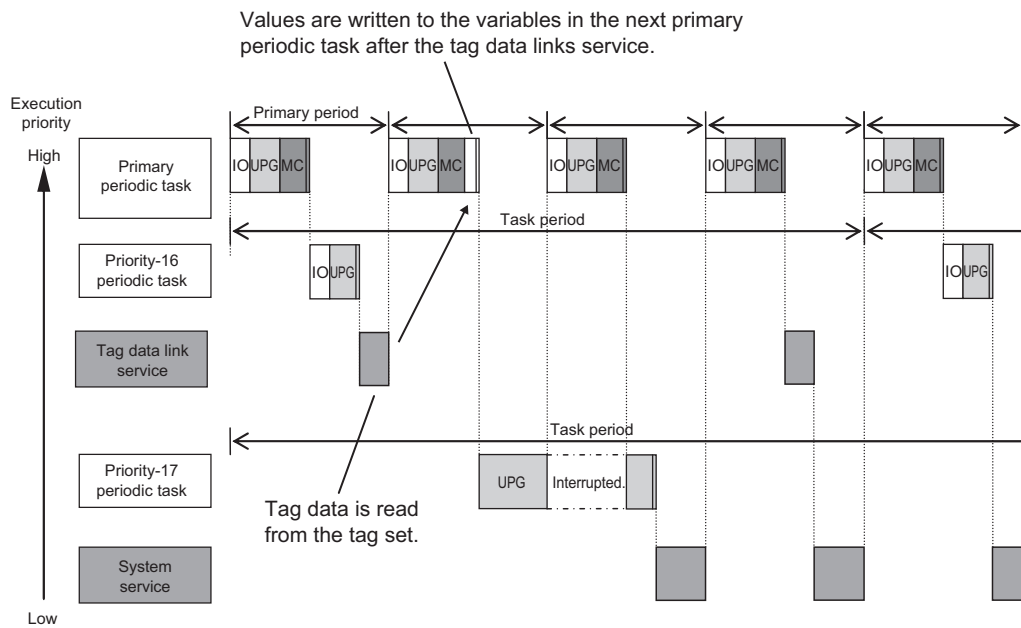 Values are written to the variables in the next primary
periodic task after the tag data links service.
Execution
priority
High
Primary period
Primary
periodic task
IO UPG MC
IO UPG MC
IO UPG MC
IO UPG MC
IO UPG MC
Task period
Priority-16
periodic task
IO UPG
IO UPG
Tag data link
service
Task period
Priority-17
periodic task
UPG
Interrupted.
Tag data is read
from the tag set.
System
service
Low